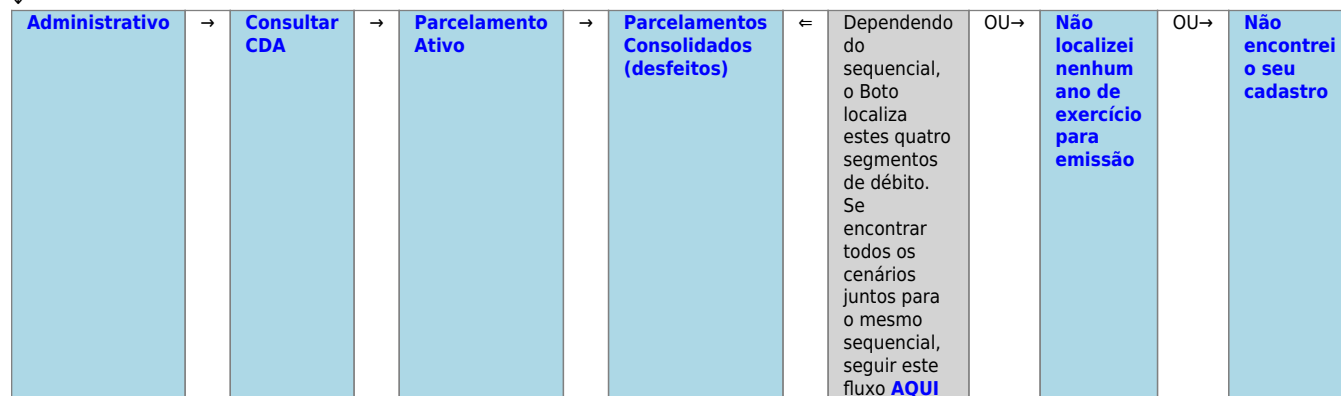 Administrativo
→
Consultar
CDA
→
Parcelamento
Ativo
→
Parcelamentos
Consolidados
(desfeitos)
⇐
Dependendo
do
sequencial,
o Boto
localiza
estes quatro
segmentos
de débito.
Se
encontrar
todos os
cenários
juntos para
o mesmo
sequencial,
seguir este
fluxo AQUI
OU→
Não
localizei
nenhum
ano de
exercício
para
emissão
OU→
Não
encontrei
o seu
cadastro